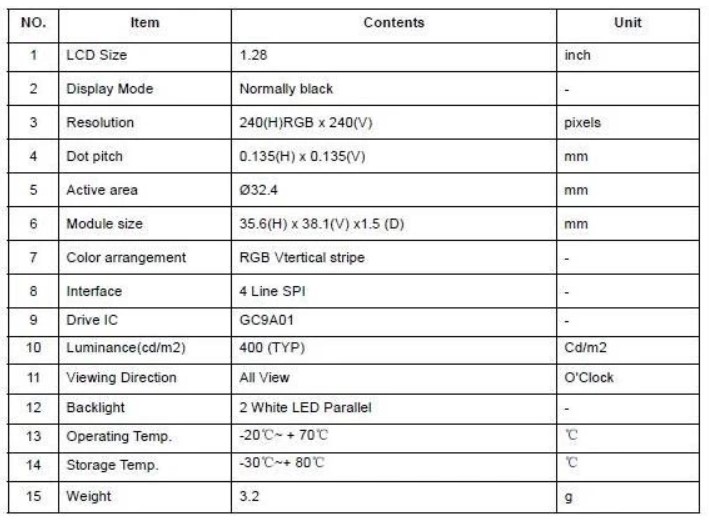 NO. Item Contents Unit
1 LCD Size 1.28 inch
2 Display Mode Normally black -
3 Resolution 240(H)RGB x 240(V) pixels
4 Dot pitch 0.135(H) x 0.135(V) mm
5 Active area Ø32.4 mm
6 Module size 35.6(H) x 38.1(V) x1.5 (D) mm
7 Color arrangement RGB Vtertical stripe -
8 Interface 4 Line SPI -
9 Drive IC GC9A01 -
10 Luminance(cd/m2) 400 (TYP) Cd/m2
11 Viewing Direction All View O'Clock
12 Backlight 2 White LED Parallel -
13 Operating Temp. -20℃~ + 70℃ ℃
14 Storage Temp. -30℃~+ 80℃ ℃
15 Weight 3.2 g